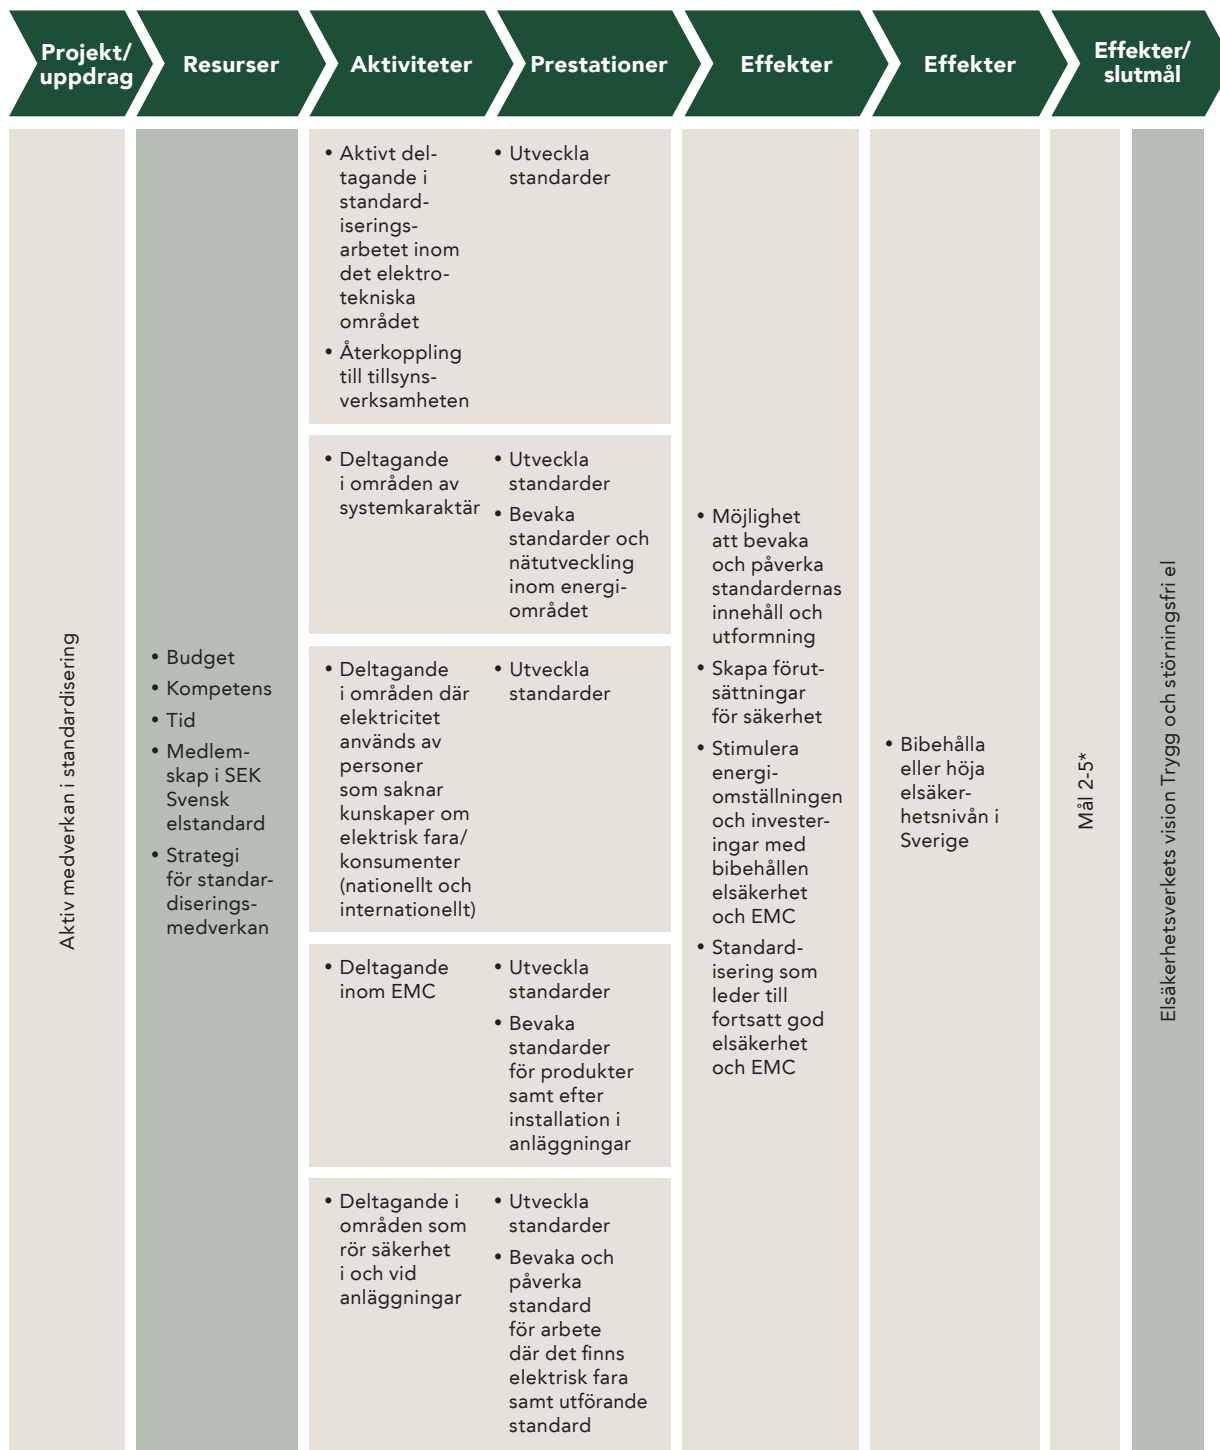 Projekt/
uppdrag
Resurser
Aktiviteter
Prestationer
Effekter
Effekter
Effekter/
slutmål
Aktiv medverkan i standardisering
• Budget
• Kompetens
• Tid
• Medlem-
skap i SEK
Svensk
elstandard
• Strategi
för standar-
diserings-
medverkan
• Aktivt del-
tagande i
standard-
iserings-
arbetet inom
det elektro-
tekniska
området
• Återkoppling
till tillsyns-
verksamheten
• Utveckla
standarder
• Deltagande
i områden av
systemkaraktär
• Utveckla
standarder
• Bevaka
standarder och
nätutveckling
inom energi-
området
• Deltagande
i områden där
elektricitet
används av
personer
som saknar
kunskaper om
elektrisk fara/
konsumenter
(nationellt och
internationellt)
• Utveckla
standarder
• Deltagande
inom EMC
• Utveckla
standarder
• Bevaka
standarder
för produkter
samt efter
installation i
anläggningar
• Deltagande i
områden som
rör säkerhet
i och vid
anläggningar
• Utveckla
standarder
• Bevaka och
påverka
standard
för arbete
där det finns
elektrisk fara
samt utförande
standard
• Möjlighet
att bevaka
och påverka
standardernas
innehåll och
utformning
• Skapa förut-
sättningar
för säkerhet
• Stimulera
energi-
omställningen
och invester-
ingar med
bibehållen
elsäkerhet
och EMC
• Standard-
isering som
leder till
fortsatt god
elsäkerhet
och EMC
• Bibehålla
eller höja
elsäker-
hetsnivån i
Sverige
Mål 2-5*
Elsäkerhetsverkets vision Trygg och störningsfri el